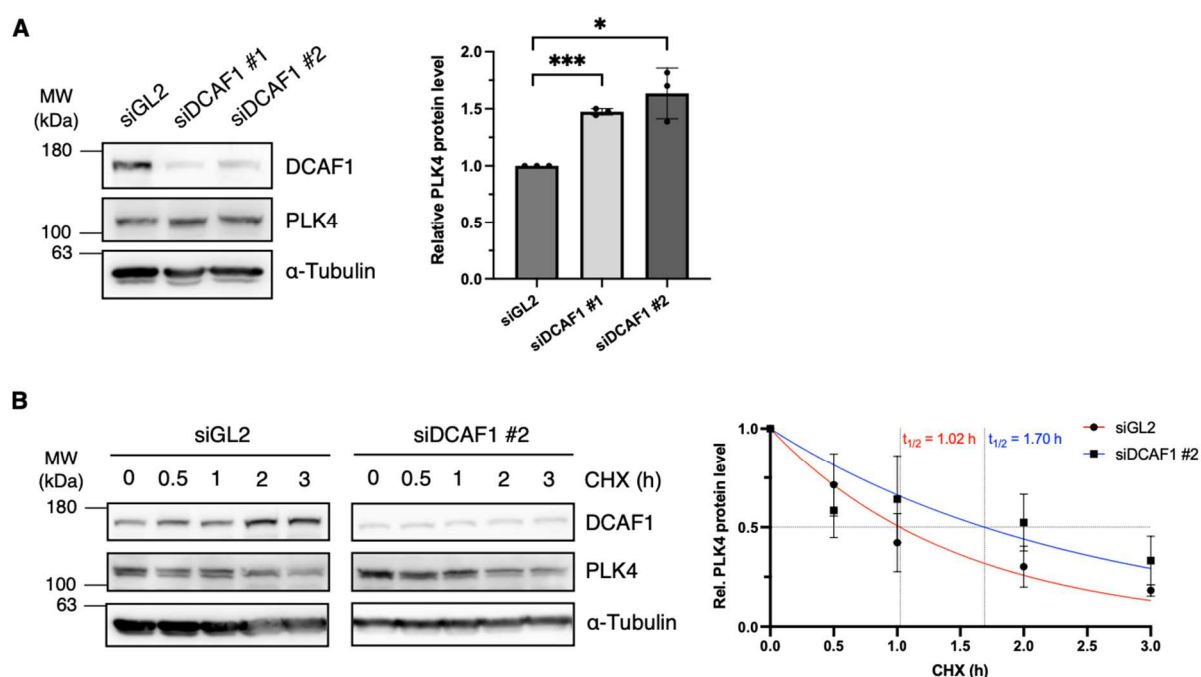 A
MW
(kDa)
siGL2
siDCAF1 #1
siDCAF1 #2
180
DCAF1
PLK4
100
63
α-Tubulin
Relative PLK4 protein level
2.0
1.5
1.0
0.5
0.0
*
***
siGL2
siDCAF1 #1
siDCAF1 #2
B
siGL2 siDCAF1 #2
MW
(kDa)
0 0.5 1 2 3 0 0.5 1 2 3 CHX (h)
180
DCAF1
PLK4
100
63
α-Tubulin
Rel. PLK4 protein level
1.0
0.5
0.0
t1/2 = 1.02 h t1/2 = 1.70 h
siGL2
siDCAF1 #2
0.0 0.5 1.0 1.5 2.0 2.5 3.0
CHX (h)